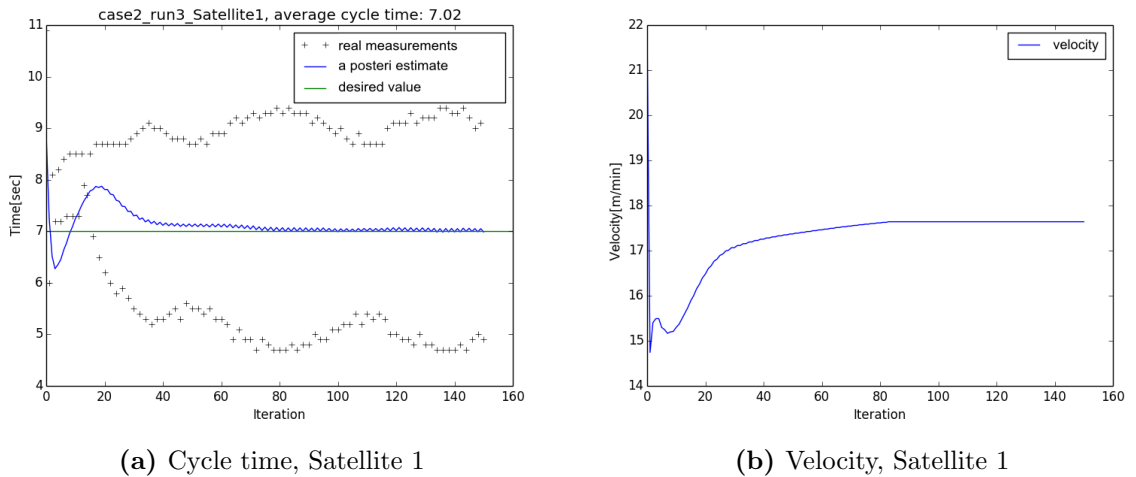 case2_run3_Satellite1, average cycle time: 7.02
11
10
9
8
7
6
5
4
Time[sec]
real measurements
a posteri estimate
desired value
0 20 40 60 80 100 120 140 160
Iteration
(a) Cycle time, Satellite 1
22
21
20
19
18
17
16
15
14
Velocity[m/min]
velocity
0 20 40 60 80 100 120 140 160
Iteration
(b) Velocity, Satellite 1